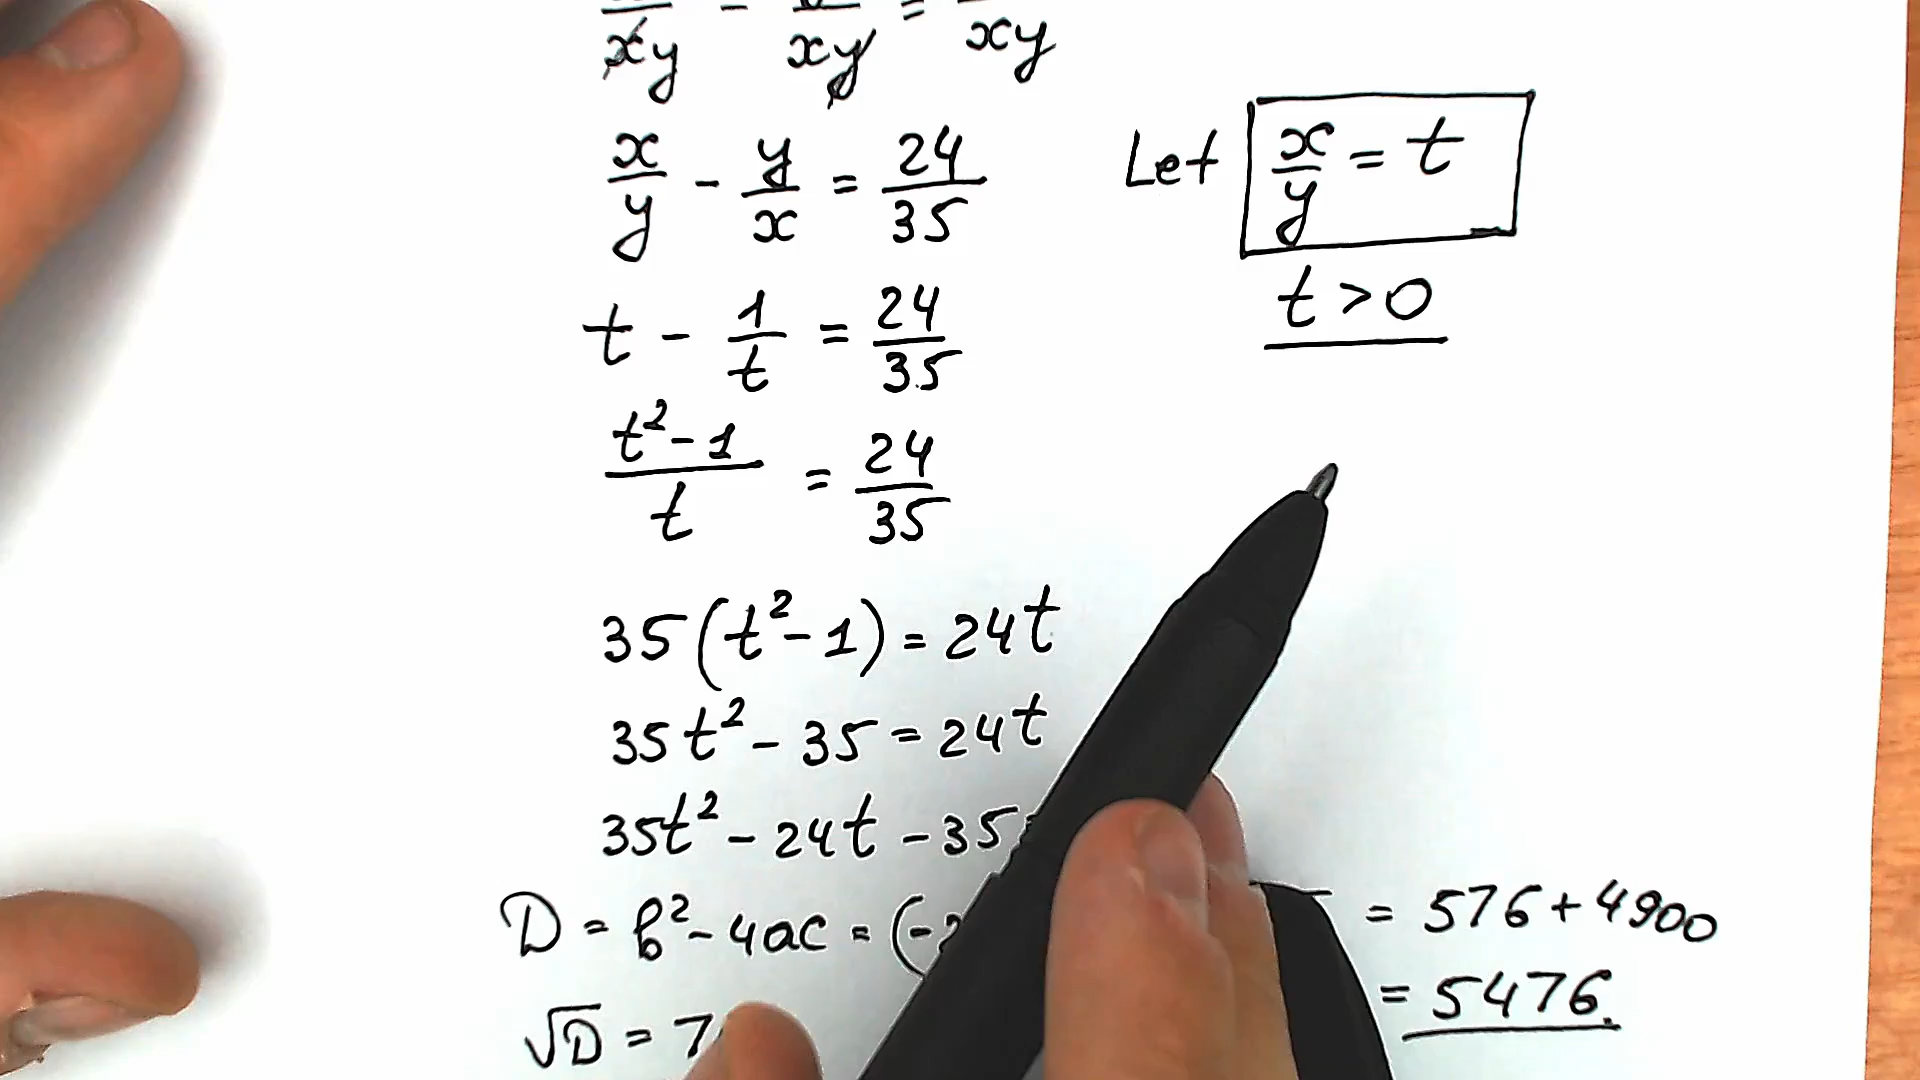 xy - xy = xy
x/y - y/x = 24/35
Let x/y = t
t > 0
t - 1/t = 24/35
t² - 1 / t = 24/35
35(t² - 1) = 24t
35t² - 35 = 24t
35t² - 24t - 35
D = b² - 4ac = (-2 = 576 + 4900
= 5476.
√D = 7